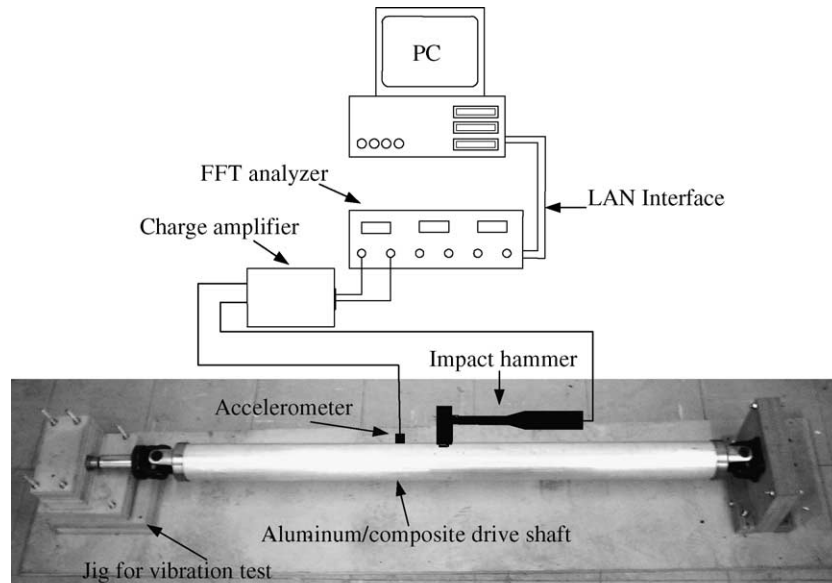 PC
FFT analyzer
LAN Interface
Charge amplifier
Impact hammer
Accelerometer
Aluminum/composite drive shaft
Jig for vibration test